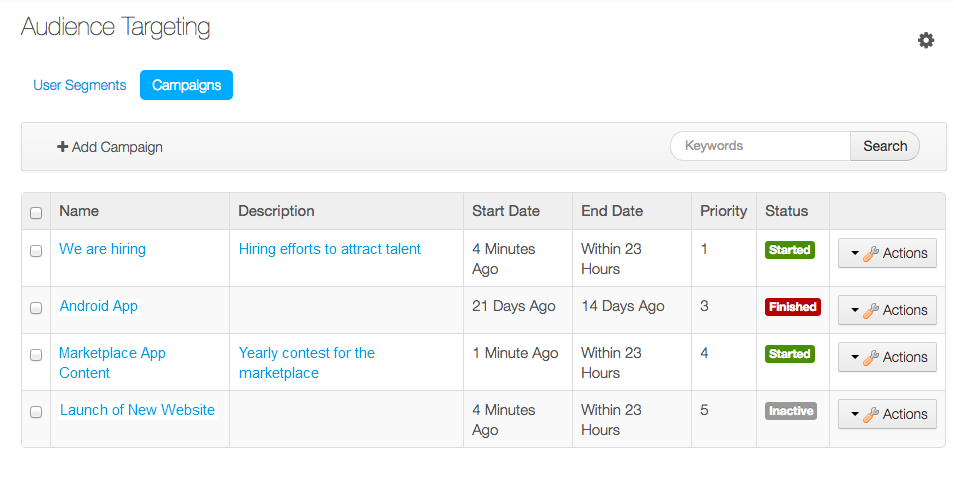 Audience Targeting
User Segments Campaigns
Add Campaign Keywords Search
Name Description Start Date End Date Priority Status
We are hiring Hiring efforts to attract talent 4 Minutes Within 23 1 Started Actions
Ago Hours
Android App 21 Days Ago 14 Days Ago 3 Finished Actions
Marketplace App Yearly contest for the 1 Minute Ago Within 23 4 Started Actions
Content marketplace Hours
Launch of New Website 4 Minutes Within 23 5 Inactive Actions
Ago Hours